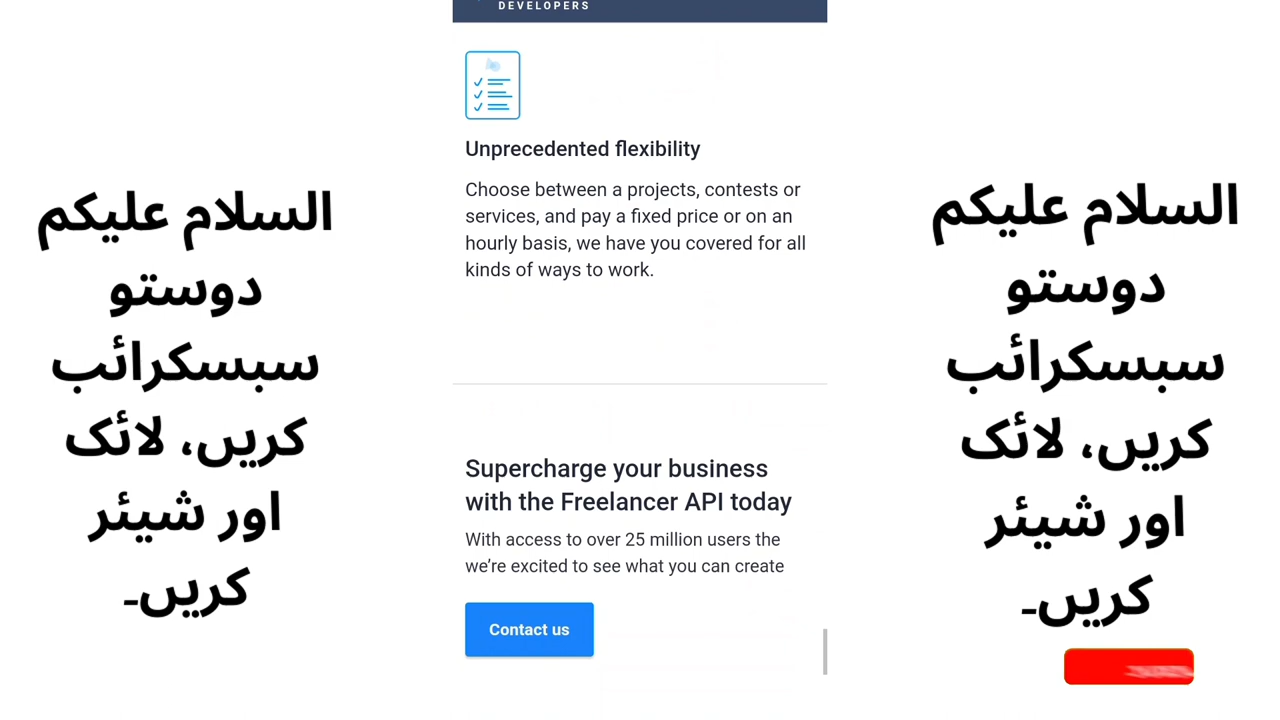 DEVELOPERS
السلام علیکم
دوستو
سبسکرائب
کریں، لائک
اور شیئر
کریں۔
Unprecedented flexibility
Choose between a projects, contests or
services, and pay a fixed price or on an
hourly basis, we have you covered for all
kinds of ways to work.
Supercharge your business
with the Freelancer API today
With access to over 25 million users the
we’re excited to see what you can create
Contact us
السلام علیکم
دوستو
سبسکرائب
کریں، لائک
اور شیئر
کریں۔